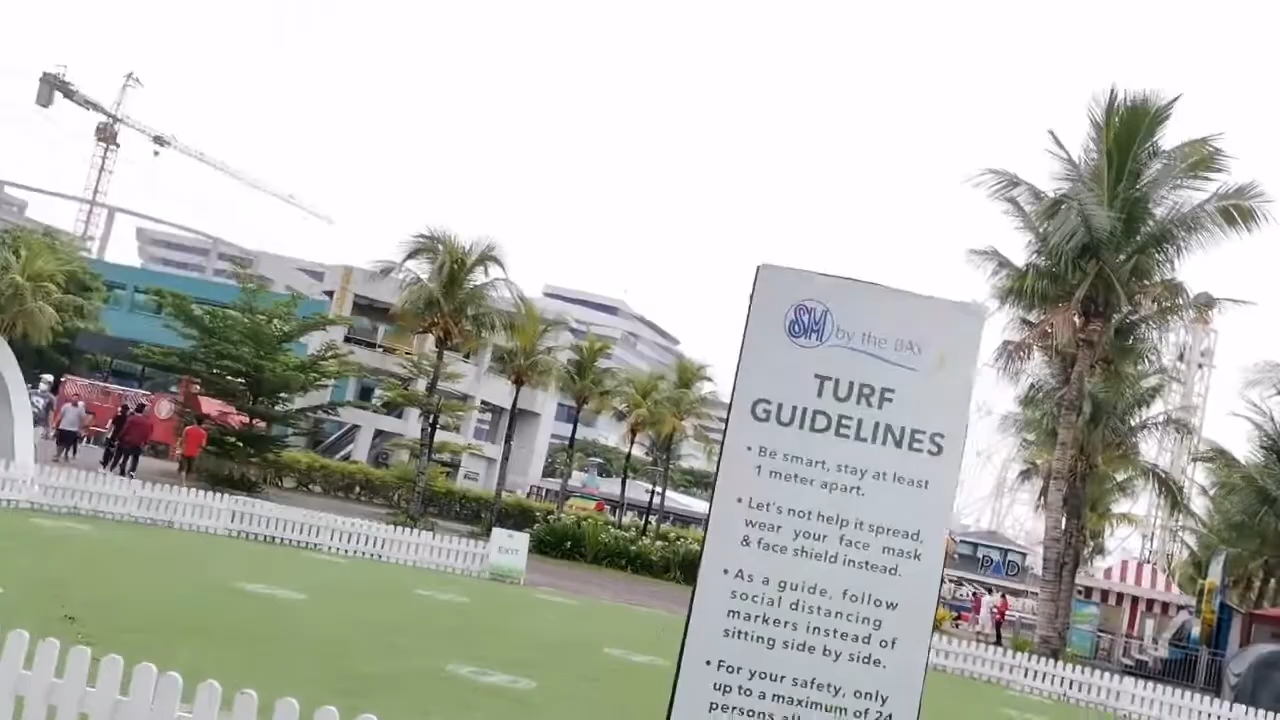 SM by the BAY
TURF
GUIDELINES
• Be smart, stay at least
1 meter apart.
• Let's not help it spread,
wear your face mask
& face shield instead.
• As a guide, follow
social distancing
markers instead of
sitting side by side.
• For your safety, only
up to a maximum of 24
persons
EXIT